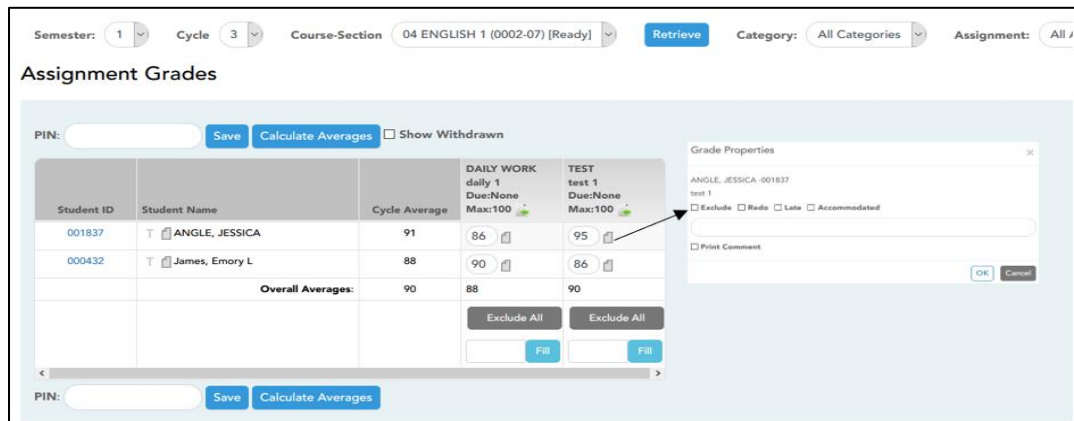 Semester: 1 Cycle 3 Course-Section 04 ENGLISH 1 (0002-07) [Ready] Retrieve Category: All Categories Assignment: All
Assignment Grades
PIN: Save Calculate Averages Show Withdrawn
Student ID Student Name Cycle Average DAILY WORK daily 1 Due:None Max:100 TEST test 1 Due:None Max:100
001837 T ANGLE, JESSICA 91 86 95
000432 T James, Emory L 88 90 86
Overall Averages: 90 88 90
Exclude All Exclude All
Fill Fill
PIN: Save Calculate Averages
Grade Properties ×
ANGLE, JESSICA -001837
test 1
Exclude Redo Late Accommodated
Print Comment
OK Cancel